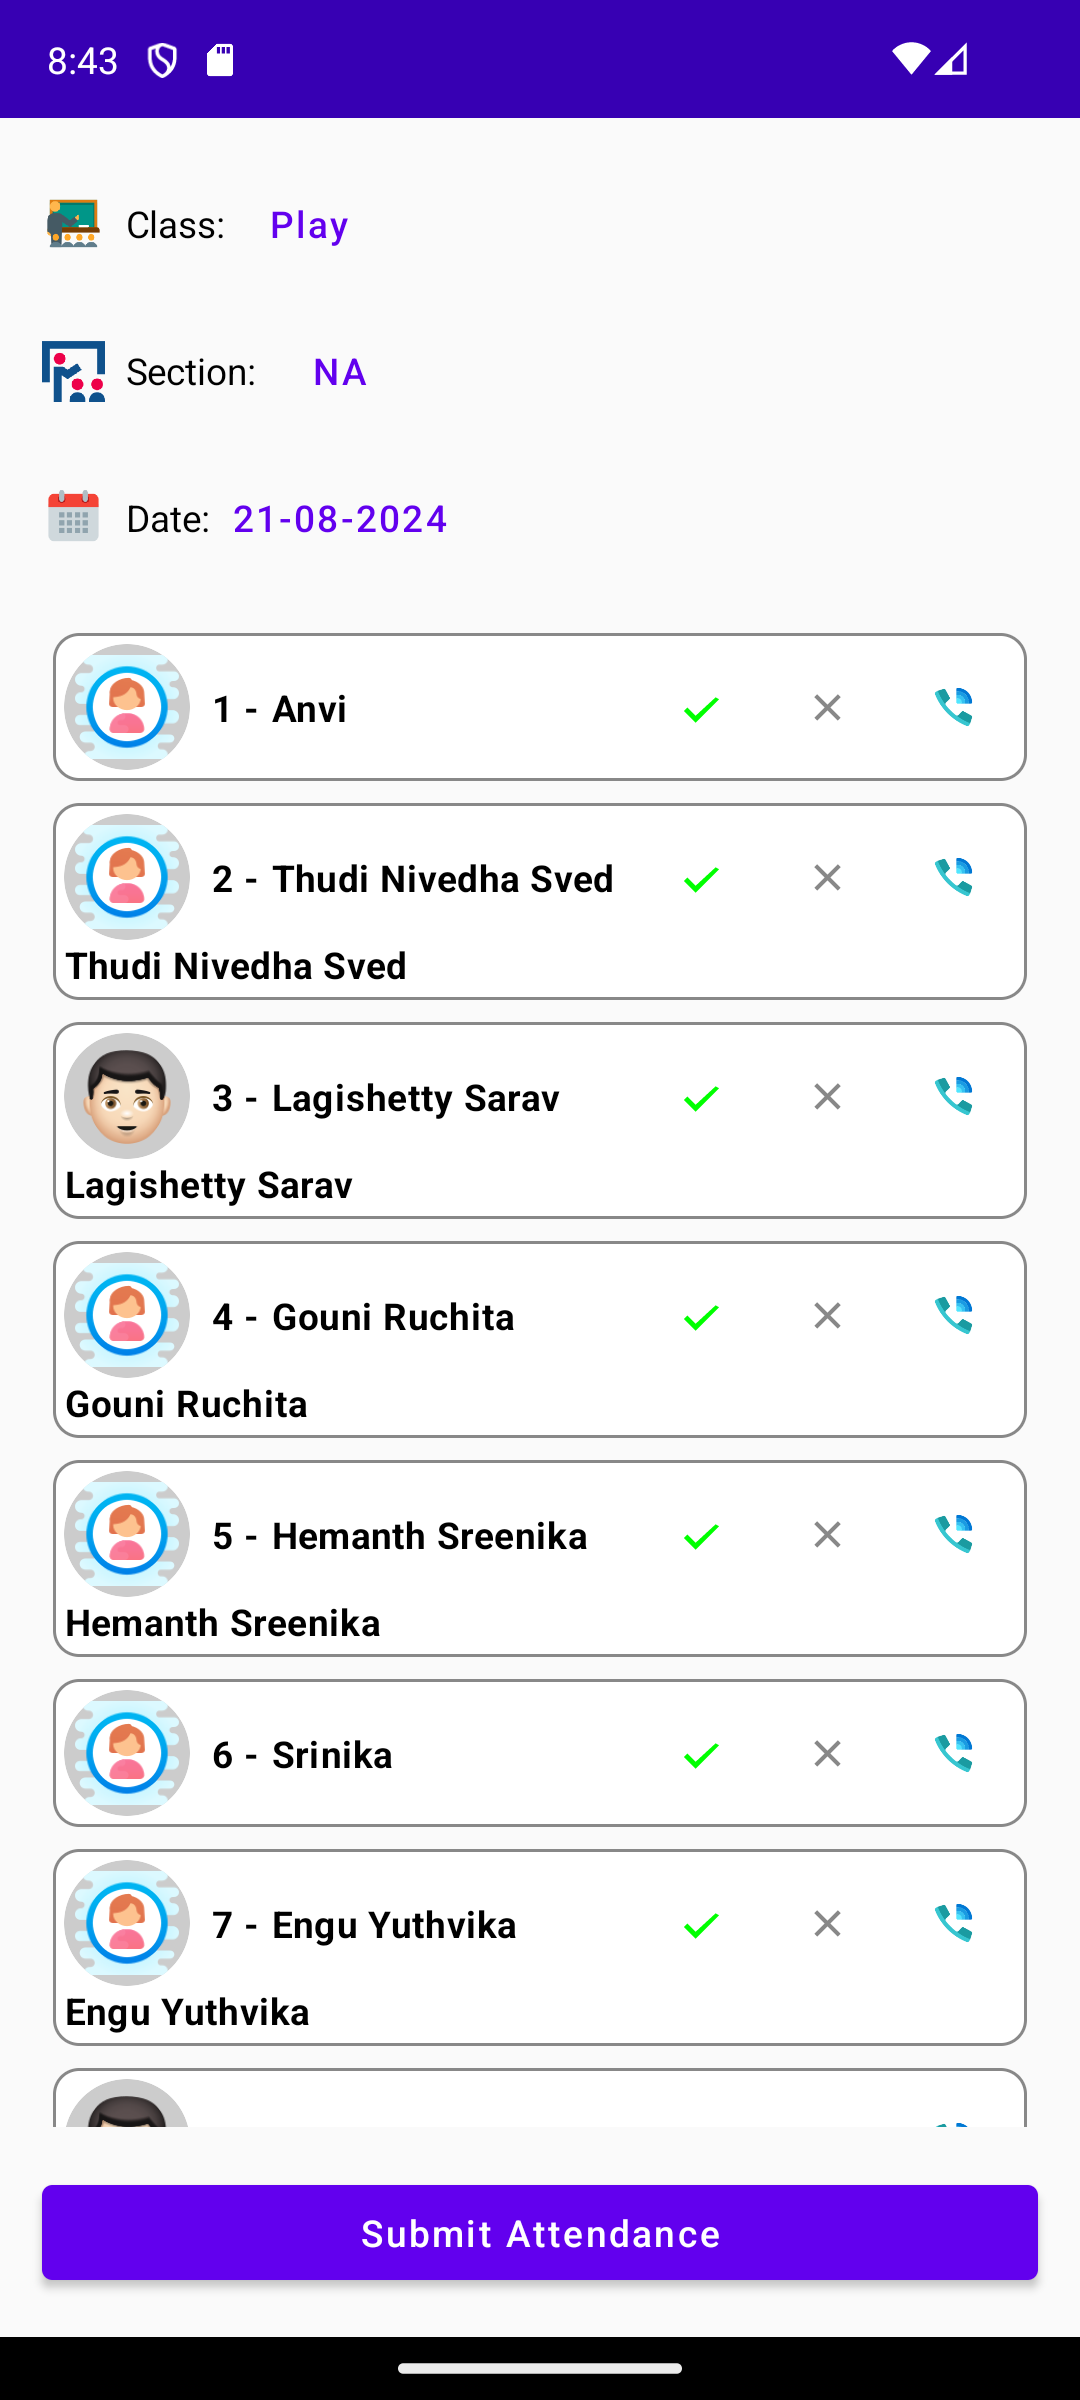 8:43
Class: Play
Section: NA
Date: 21-08-2024
1 - Anvi
2 - Thudi Nivedha Sved
Thudi Nivedha Sved
3 - Lagishetty Sarav
Lagishetty Sarav
4 - Gouni Ruchita
Gouni Ruchita
5 - Hemanth Sreenika
Hemanth Sreenika
6 - Srinika
7 - Engu Yuthvika
Engu Yuthvika
Submit Attendance